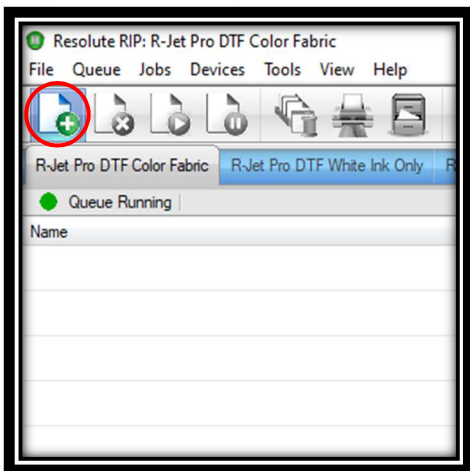 Resolute RIP: R-Jet Pro DTF Color Fabric
File Queue Jobs Devices Tools View Help
R-Jet Pro DTF Color Fabric R-Jet Pro DTF White Ink Only R
Queue Running
Name